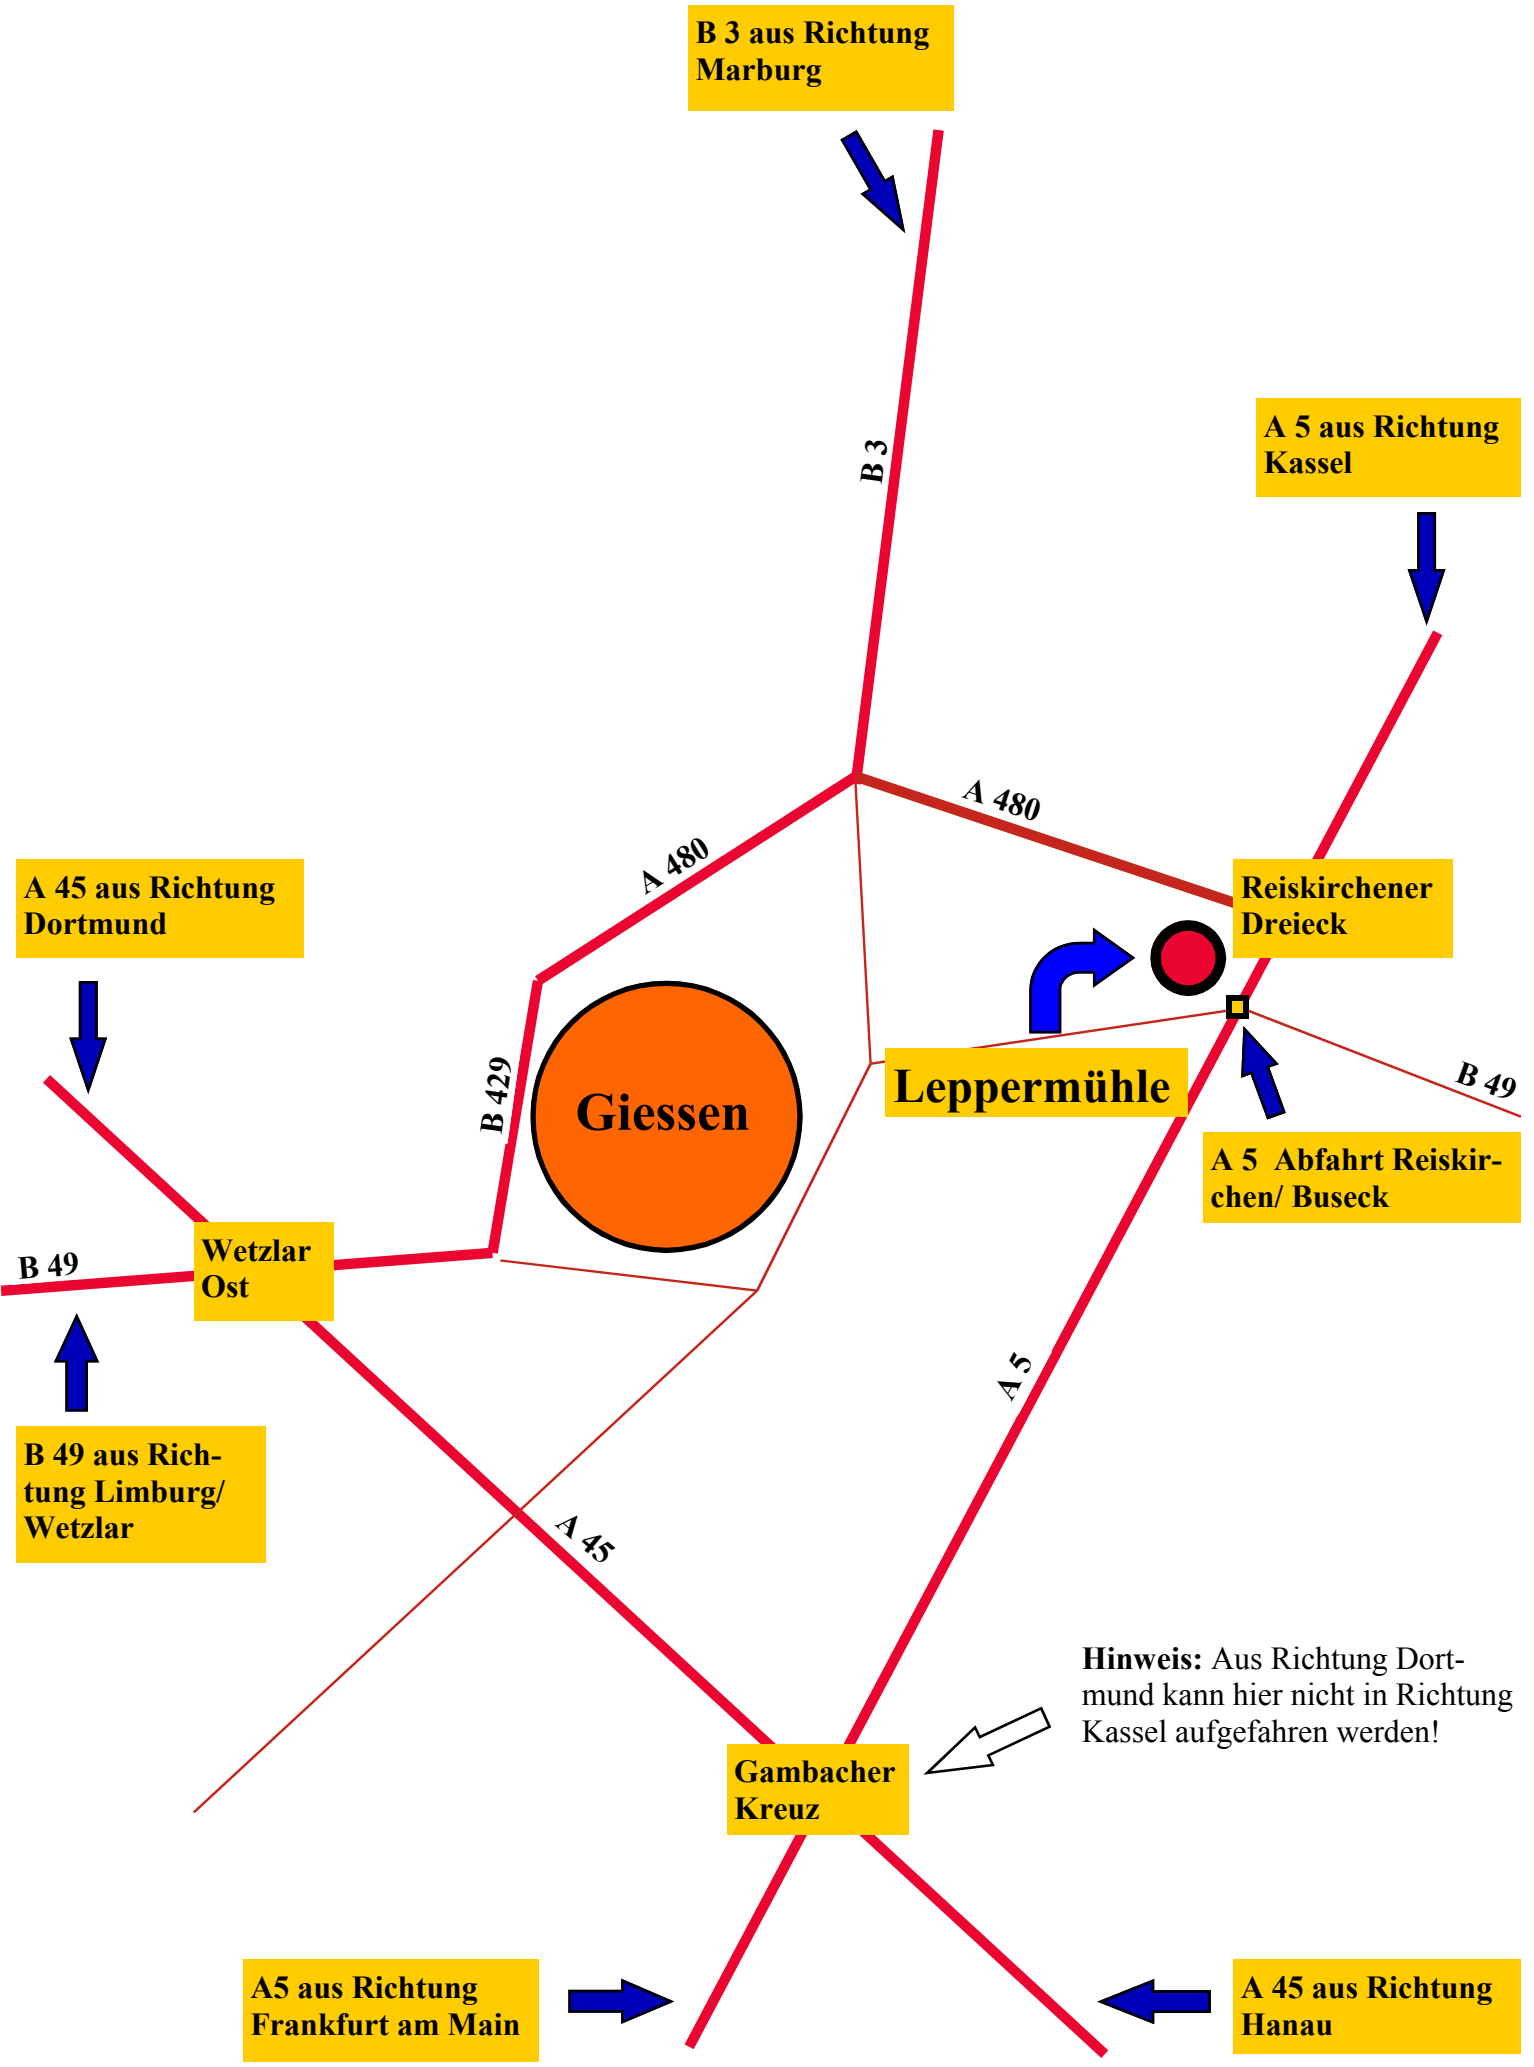 B 3 aus Richtung
Marburg
A 5 aus Richtung
Kassel
B 3
A 480
A 480
A 45 aus Richtung
Dortmund
Reiskirchener
Dreieck
B 429
Giessen
Leppermühle
B 49
A 5  Abfahrt Reiskir-
chen/ Buseck
Wetzlar
Ost
B 49
A 5
B 49 aus Rich-
tung Limburg/
Wetzlar
A 45
Hinweis: Aus Richtung Dort-
mund kann hier nicht in Richtung
Kassel aufgefahren werden!
Gambacher
Kreuz
A5 aus Richtung
Frankfurt am Main
A 45 aus Richtung
Hanau